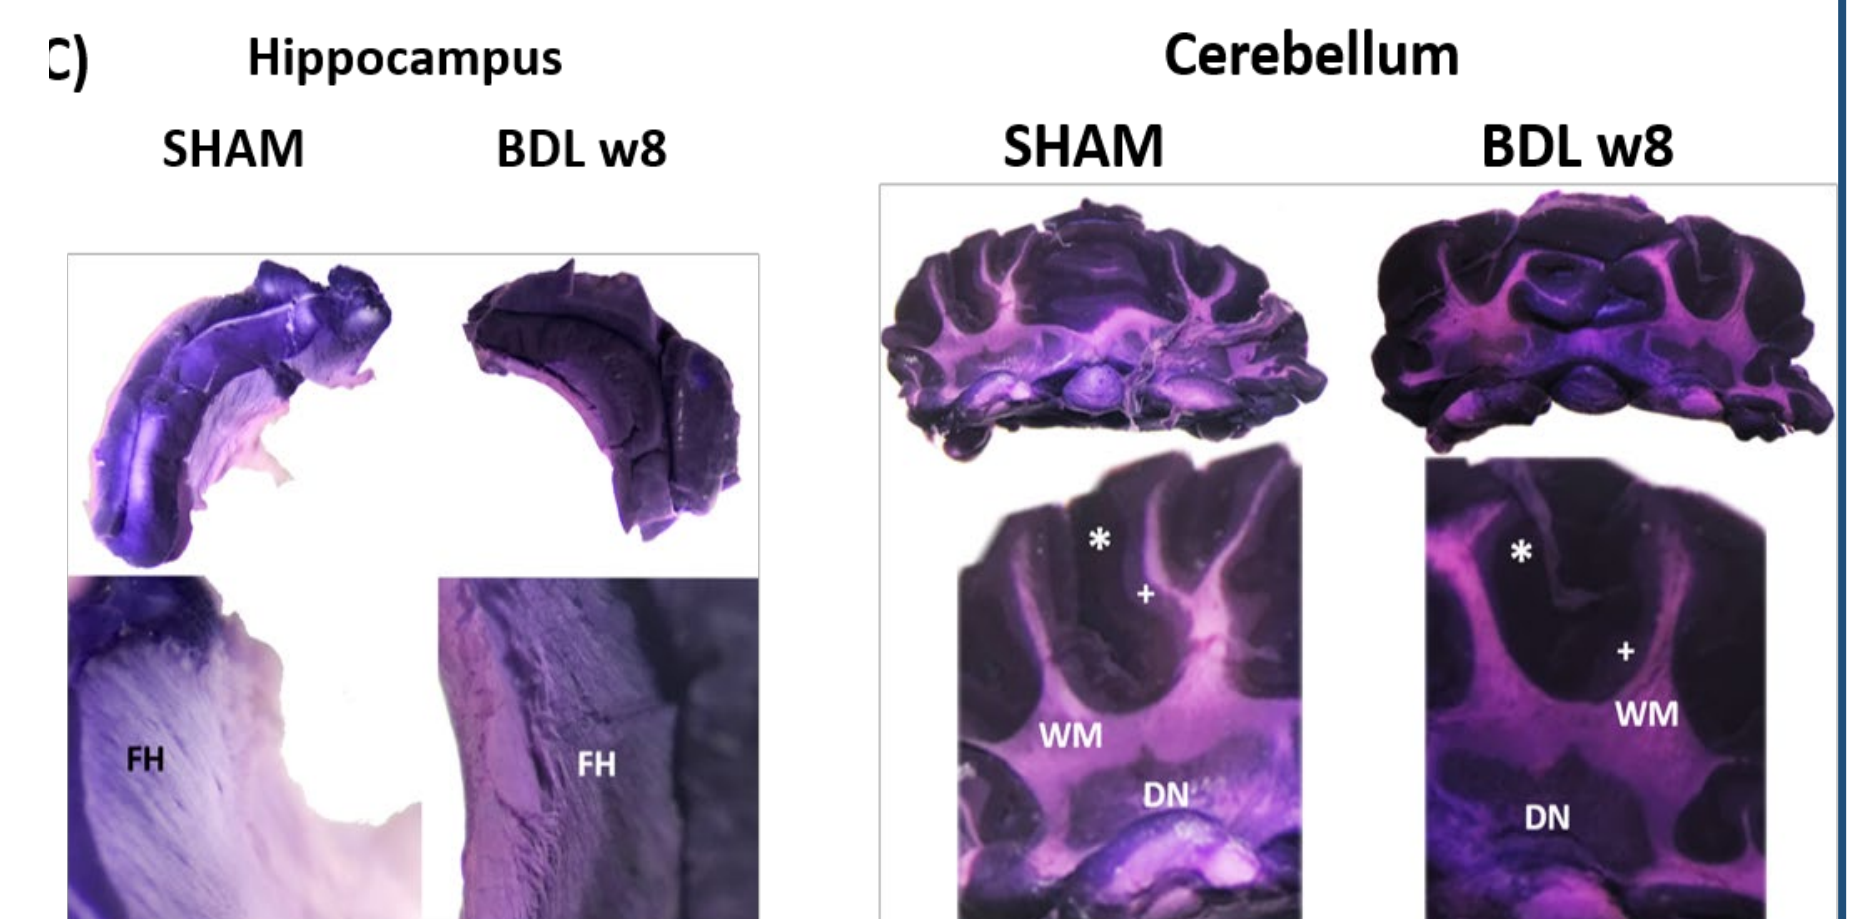 C)
Hippocampus
Cerebellum
SHAM
BDL w8
SHAM
BDL w8
*
+
*
+
WM
WM
FH
FH
DN
DN